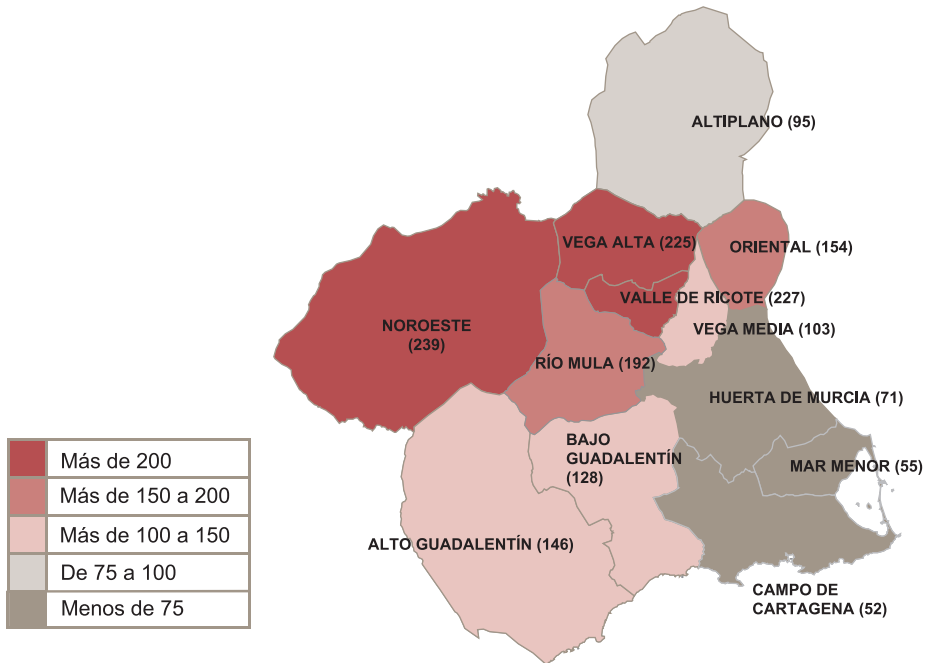 ALTIPLANO (95)
VEGA ALTA (225)
ORIENTAL (154)
VALLE DE RICOTE (227)
NOROESTE
(239)
VEGA MEDIA (103)
RÍO MULA (192)
HUERTA DE MURCIA (71)
BAJO
GUADALENTÍN
(128)
MAR MENOR (55)
ALTO GUADALENTÍN (146)
CAMPO DE
CARTAGENA (52)
Más de 200
Más de 150 a 200
Más de 100 a 150
De 75 a 100
Menos de 75